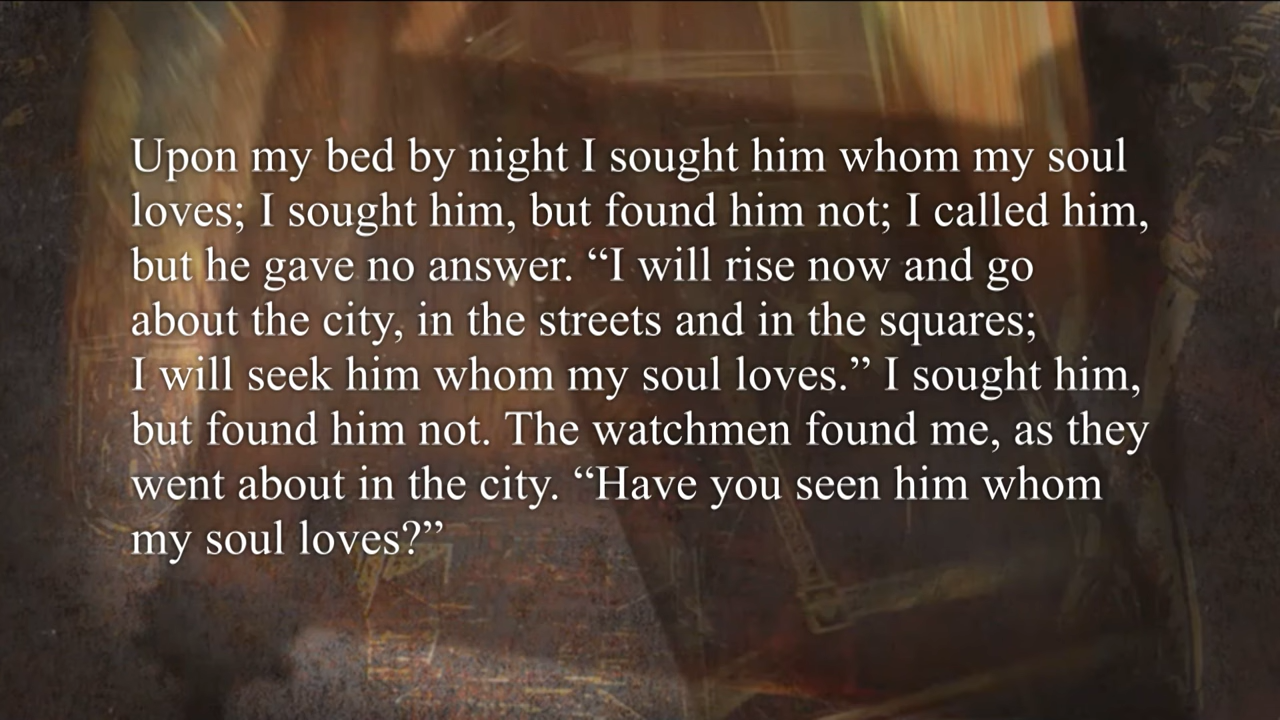 Upon my bed by night I sought him whom my soul
loves; I sought him, but found him not; I called him,
but he gave no answer. “I will rise now and go
about the city, in the streets and in the squares;
I will seek him whom my soul loves.” I sought him,
but found him not. The watchmen found me, as they
went about in the city. “Have you seen him whom
my soul loves?”